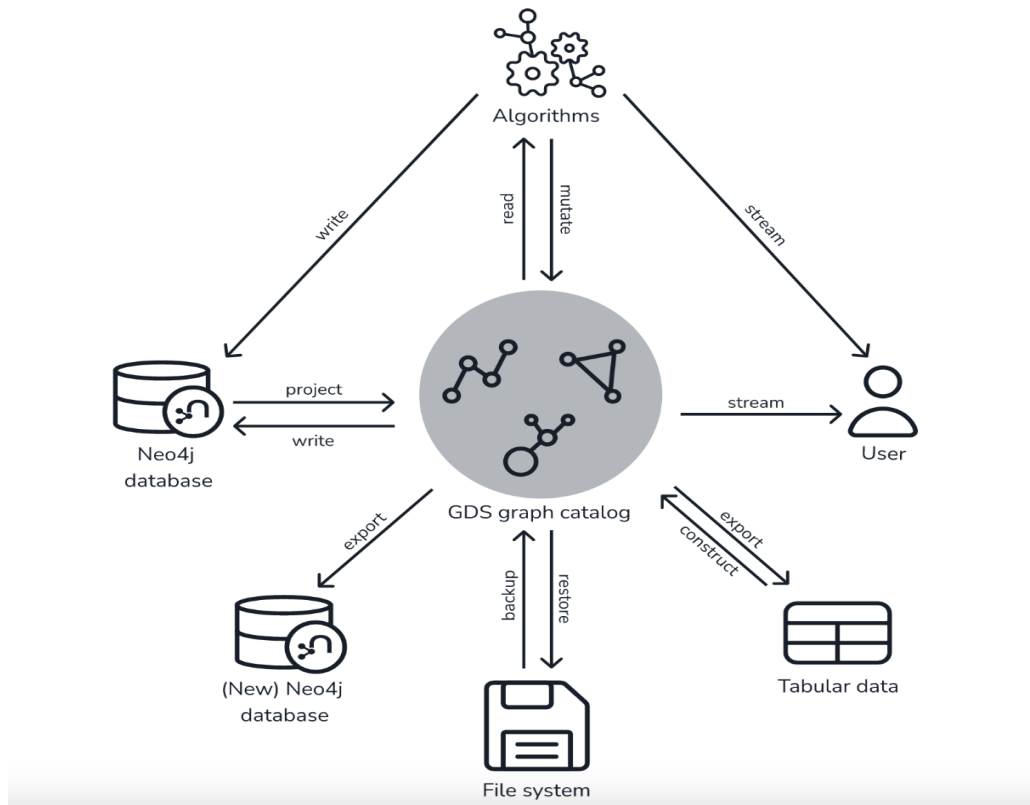 Algorithms
write
read
mutate
stream
project
write
stream
Neo4j
database
User
GDS graph catalog
export
export
construct
backup
restore
(New) Neo4j
database
Tabular data
File system